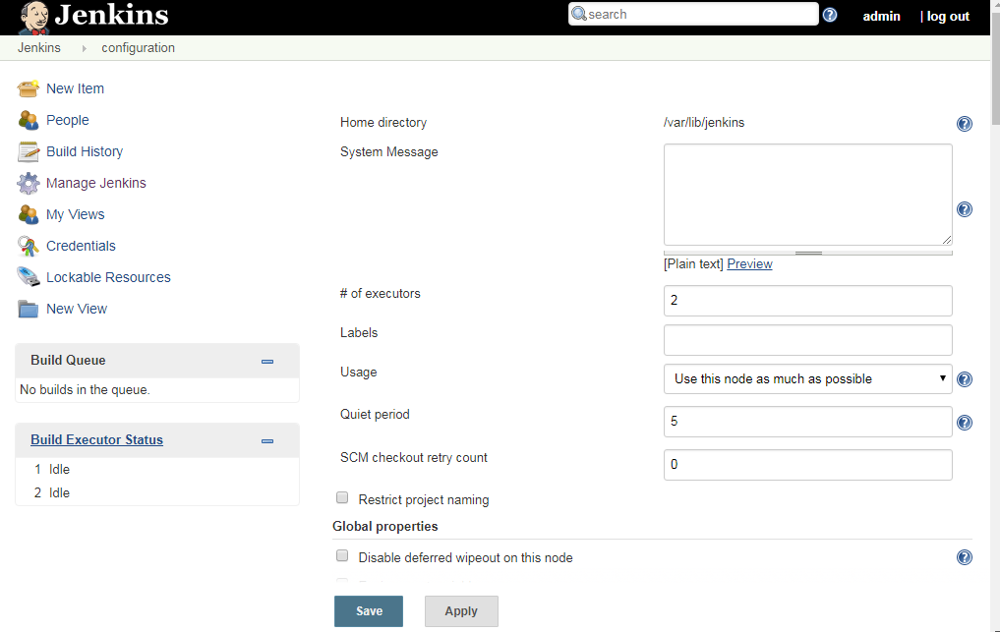 Jenkins
search
admin
| log out
Jenkins
configuration
New Item
People
Build History
Manage Jenkins
My Views
Credentials
Lockable Resources
New View
Build Queue
No builds in the queue.
Build Executor Status
1 Idle
2 Idle
Home directory
/var/lib/jenkins
System Message
[Plain text] Preview
# of executors
2
Labels
Usage
Use this node as much as possible
Quiet period
5
SCM checkout retry count
0
Restrict project naming
Global properties
Disable deferred wipeout on this node
Save
Apply